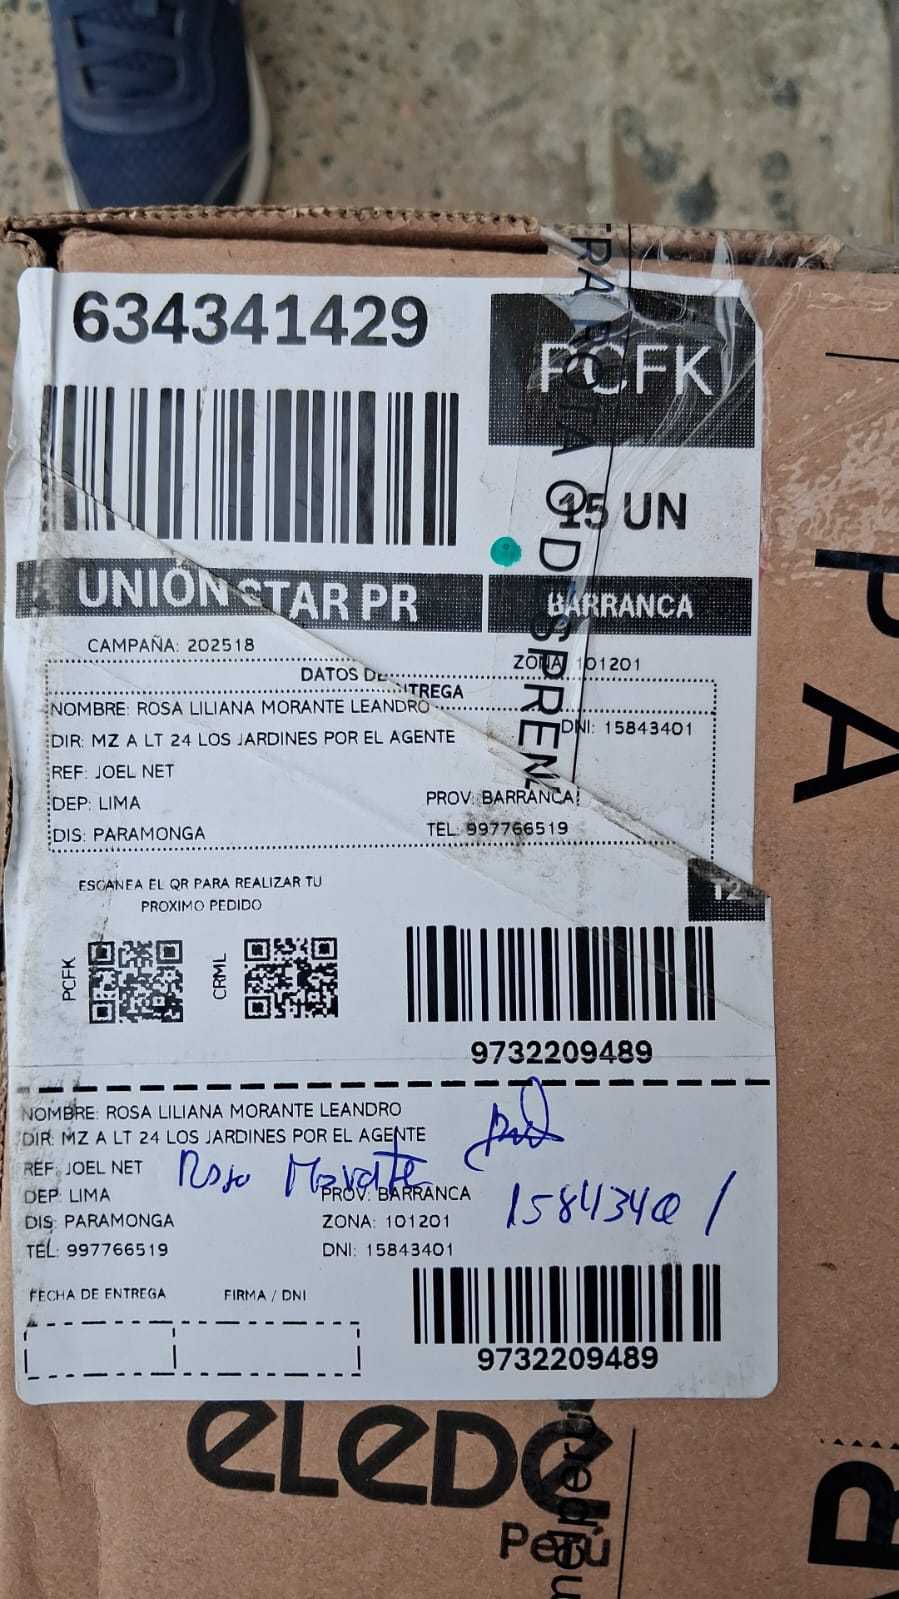 634341429
PCFK
15 UN
UNIÓN STAR PR
BARRANCA
CAMPAÑA: 202518
ZONA: 101201
DATOS DE ENTREGA
NOMBRE: ROSA LILIANA MORANTE LEANDRO
DNI: 15843401
DIR: MZ A LT 24 LOS JARDINES POR EL AGENTE
REF: JOEL NET
DEP: LIMA
PROV: BARRANCA
DIS: PARAMONGA
TEL: 997766519
ESCANEA EL QR PARA REALIZAR TU
PROXIMO PEDIDO
PCFK
CRML
9732209489
NOMBRE: ROSA LILIANA MORANTE LEANDRO
DIR: MZ A LT 24 LOS JARDINES POR EL AGENTE
REF: JOEL NET
Rosa Morante
DEP: LIMA
PROV: BARRANCA
15843401
DIS: PARAMONGA
ZONA: 101201
TEL: 997766519
DNI: 15843401
FECHA DE ENTREGA
FIRMA / DNI
9732209489
Perú
PA